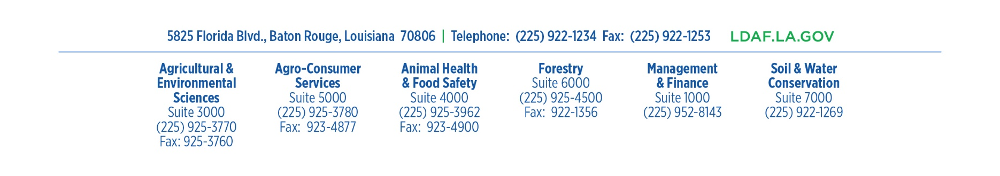 5825 Florida Blvd., Baton Rouge, Louisiana 70806 | Telephone: (225) 922-1234 Fax: (225) 922-1253 LDAF.LA.GOV
Agricultural &
Environmental
Sciences
Suite 3000
(225) 925-3770
Fax: 925-3760
Agro-Consumer
Services
Suite 5000
(225) 925-3780
Fax: 923-4877
Animal Health
& Food Safety
Suite 4000
(225) 925-3962
Fax: 923-4900
Forestry
Suite 6000
(225) 925-4500
Fax: 922-1356
Management
& Finance
Suite 1000
(225) 952-8143
Soil & Water
Conservation
Suite 7000
(225) 922-1269